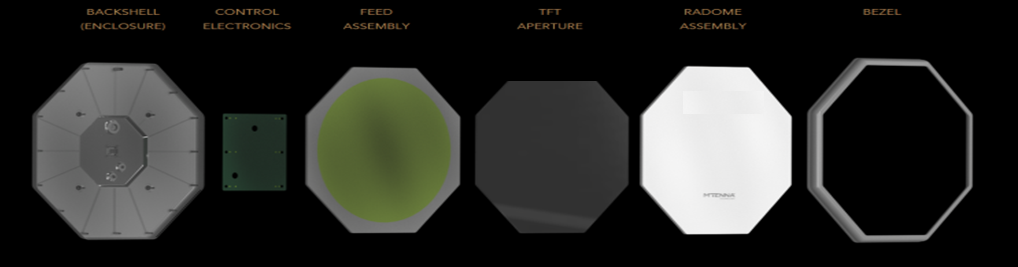 BACKSHELL
(ENCLOSURE)
CONTROL
ELECTRONICS
FEED
ASSEMBLY
TFT
APERTURE
RADOME
ASSEMBLY
BEZEL